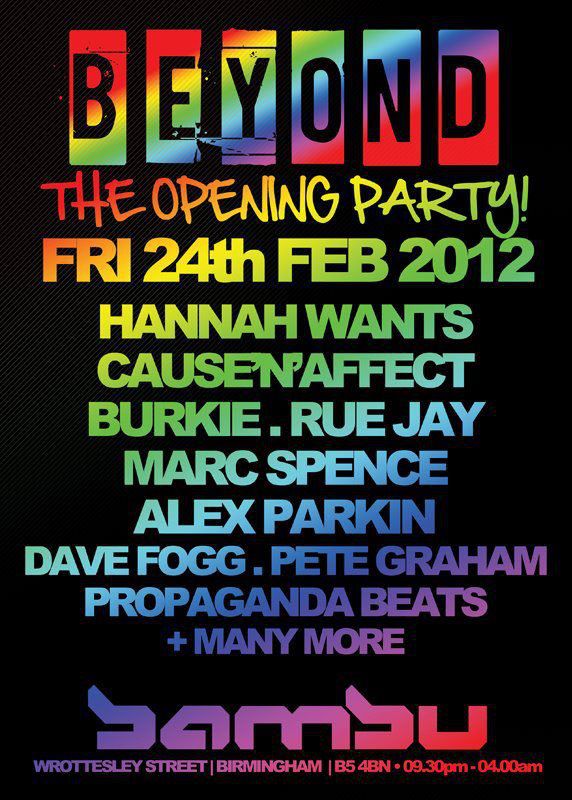 BEYOND
THE OPENING PARTY!
FRI 24th FEB 2012
HANNAH WANTS
CAUSE'N'AFFECT
BURKIE . RUE JAY
MARC SPENCE
ALEX PARKIN
DAVE FOGG . PETE GRAHAM
PROPAGANDA BEATS
+ MANY MORE
bambu
WROTTESLEY STREET | BIRMINGHAM | B5 4BN • 09.30pm - 04.00am